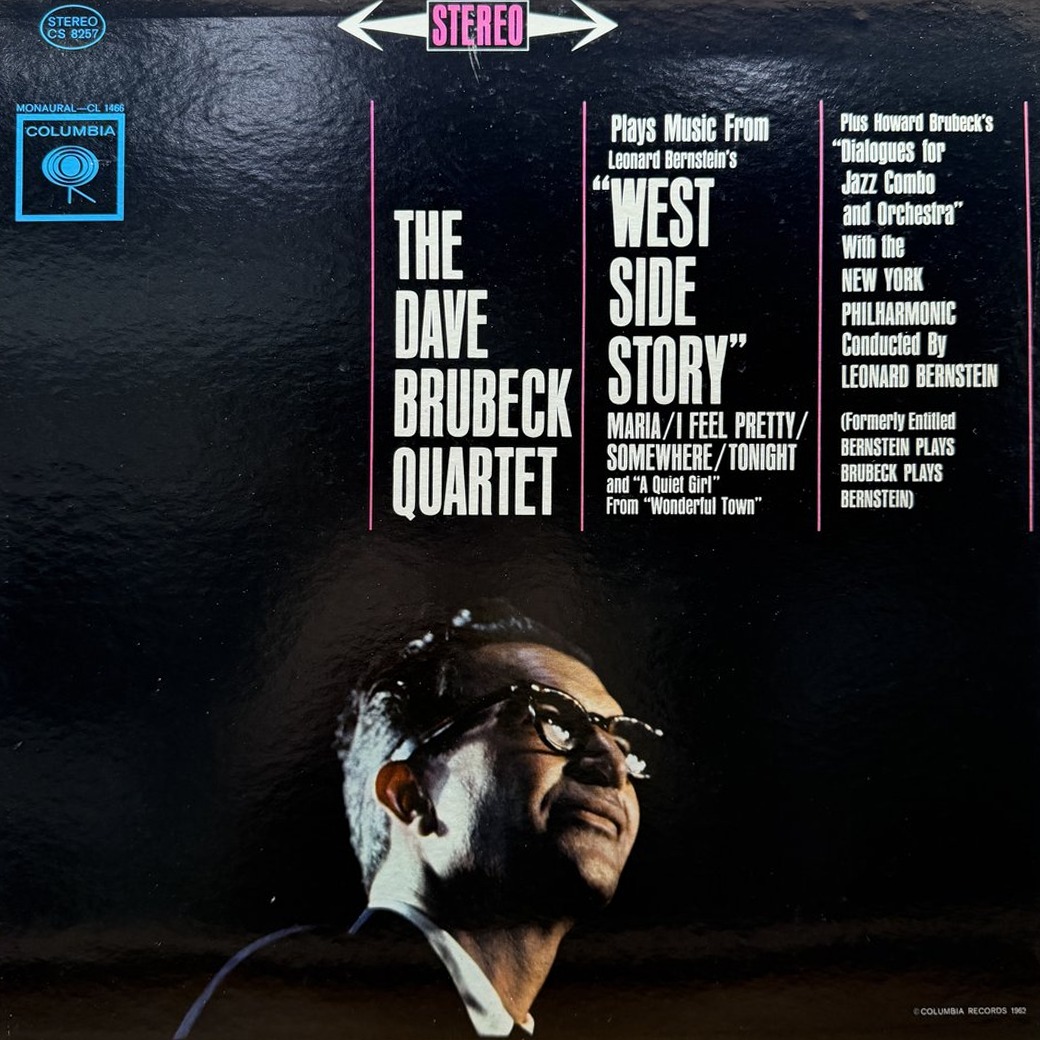 STEREO
CS 8257
STEREO
MONAURAL—CL 1466
COLUMBIA
THE
DAVE
BRUBECK
QUARTET
Plays Music From
Leonard Bernstein's
“WEST
SIDE
STORY”
MARIA/I FEEL PRETTY/
SOMEWHERE/TONIGHT
and “A Quiet Girl”
From “Wonderful Town”
Plus Howard Brubeck's
“Dialogues for
Jazz Combo
and Orchestra”
With the
NEW YORK
PHILHARMONIC
Conducted By
LEONARD BERNSTEIN
(Formerly Entitled
BERNSTEIN PLAYS
BRUBECK PLAYS
BERNSTEIN)
© COLUMBIA RECORDS 1962